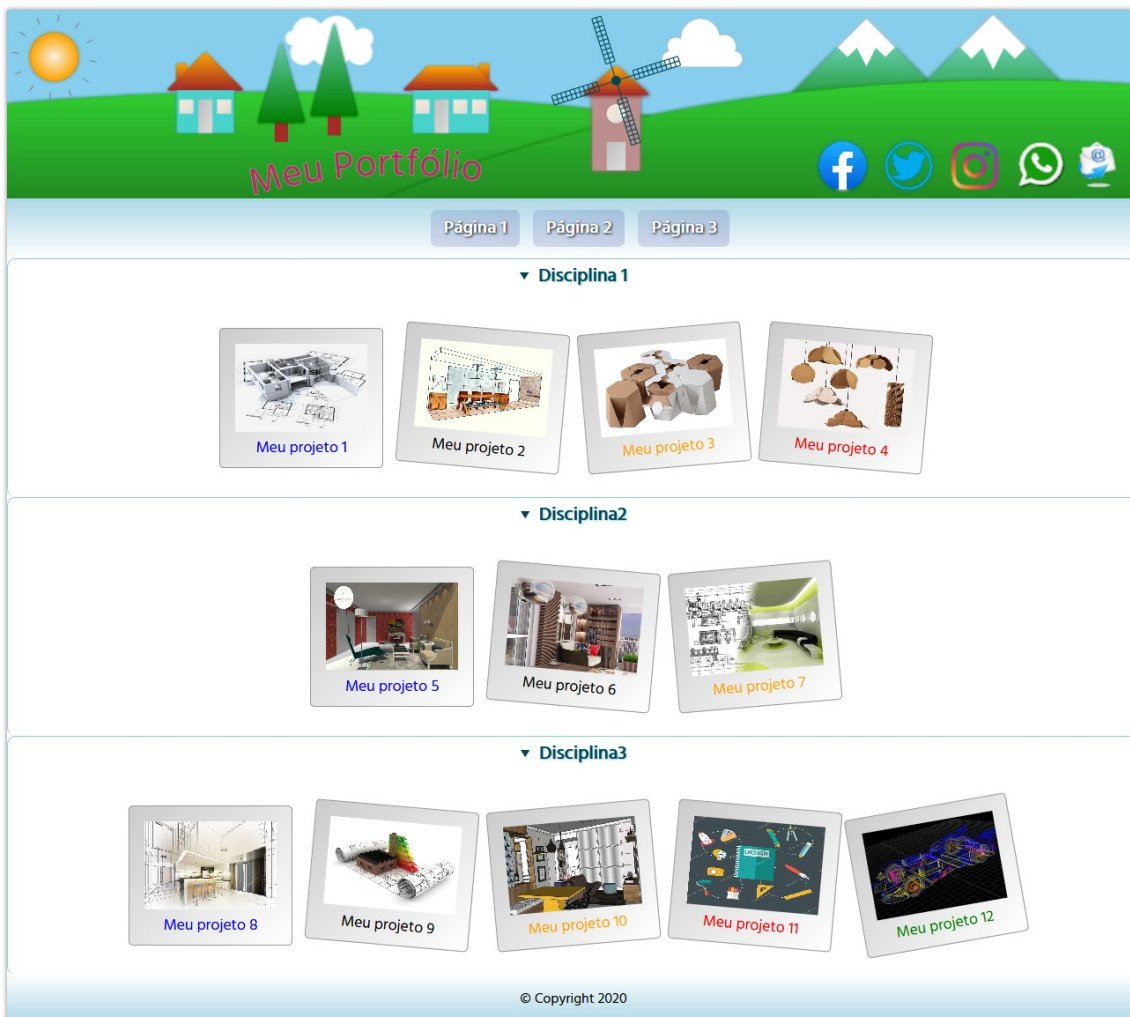 Meu Portfólio
Página 1 Página 2 Página 3
Disciplina 1
Meu projeto 1 Meu projeto 2 Meu projeto 3 Meu projeto 4
Disciplina2
Meu projeto 5 Meu projeto 6 Meu projeto 7
Disciplina3
Meu projeto 8 Meu projeto 9 Meu projeto 10 Meu projeto 11 Meu projeto 12
© Copyright 2020